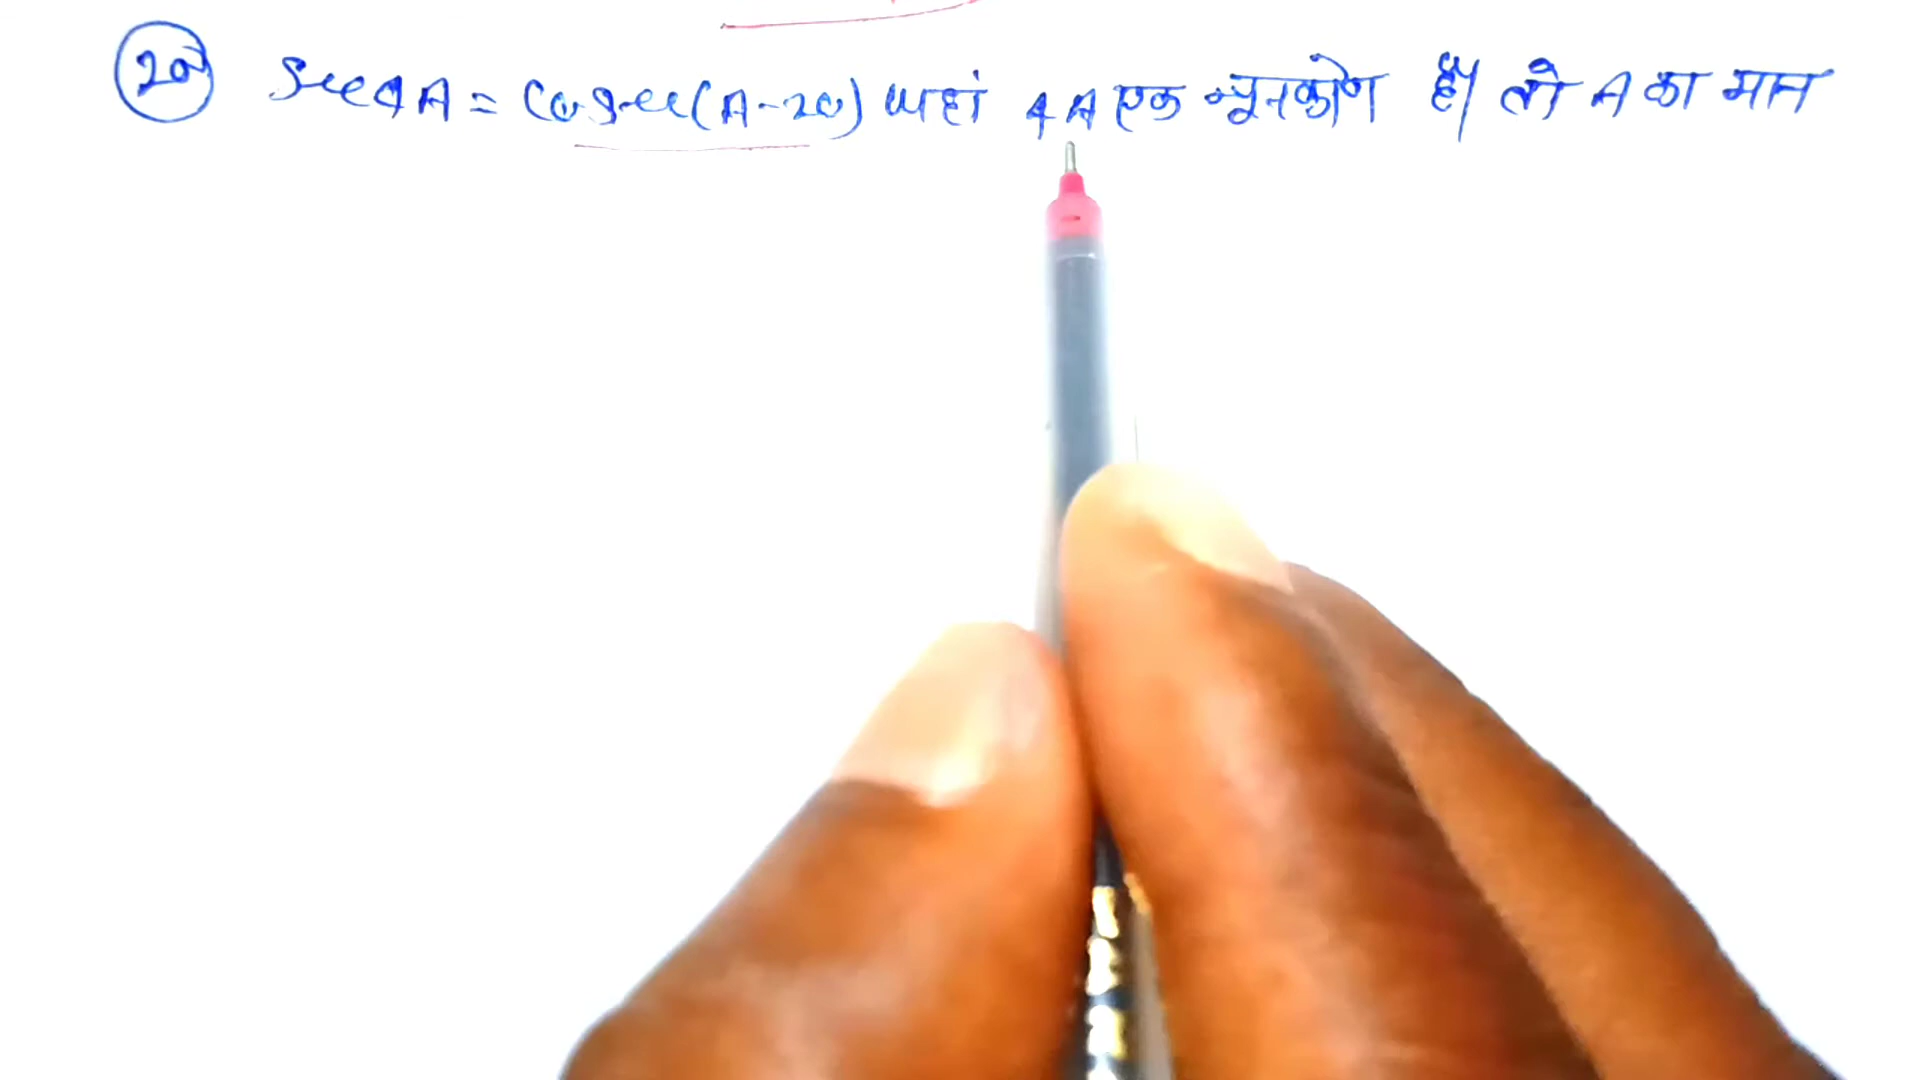 20 Sec4A = Cosec(A-20) यहां 4A एक न्यूनकोण है। तो A का मान